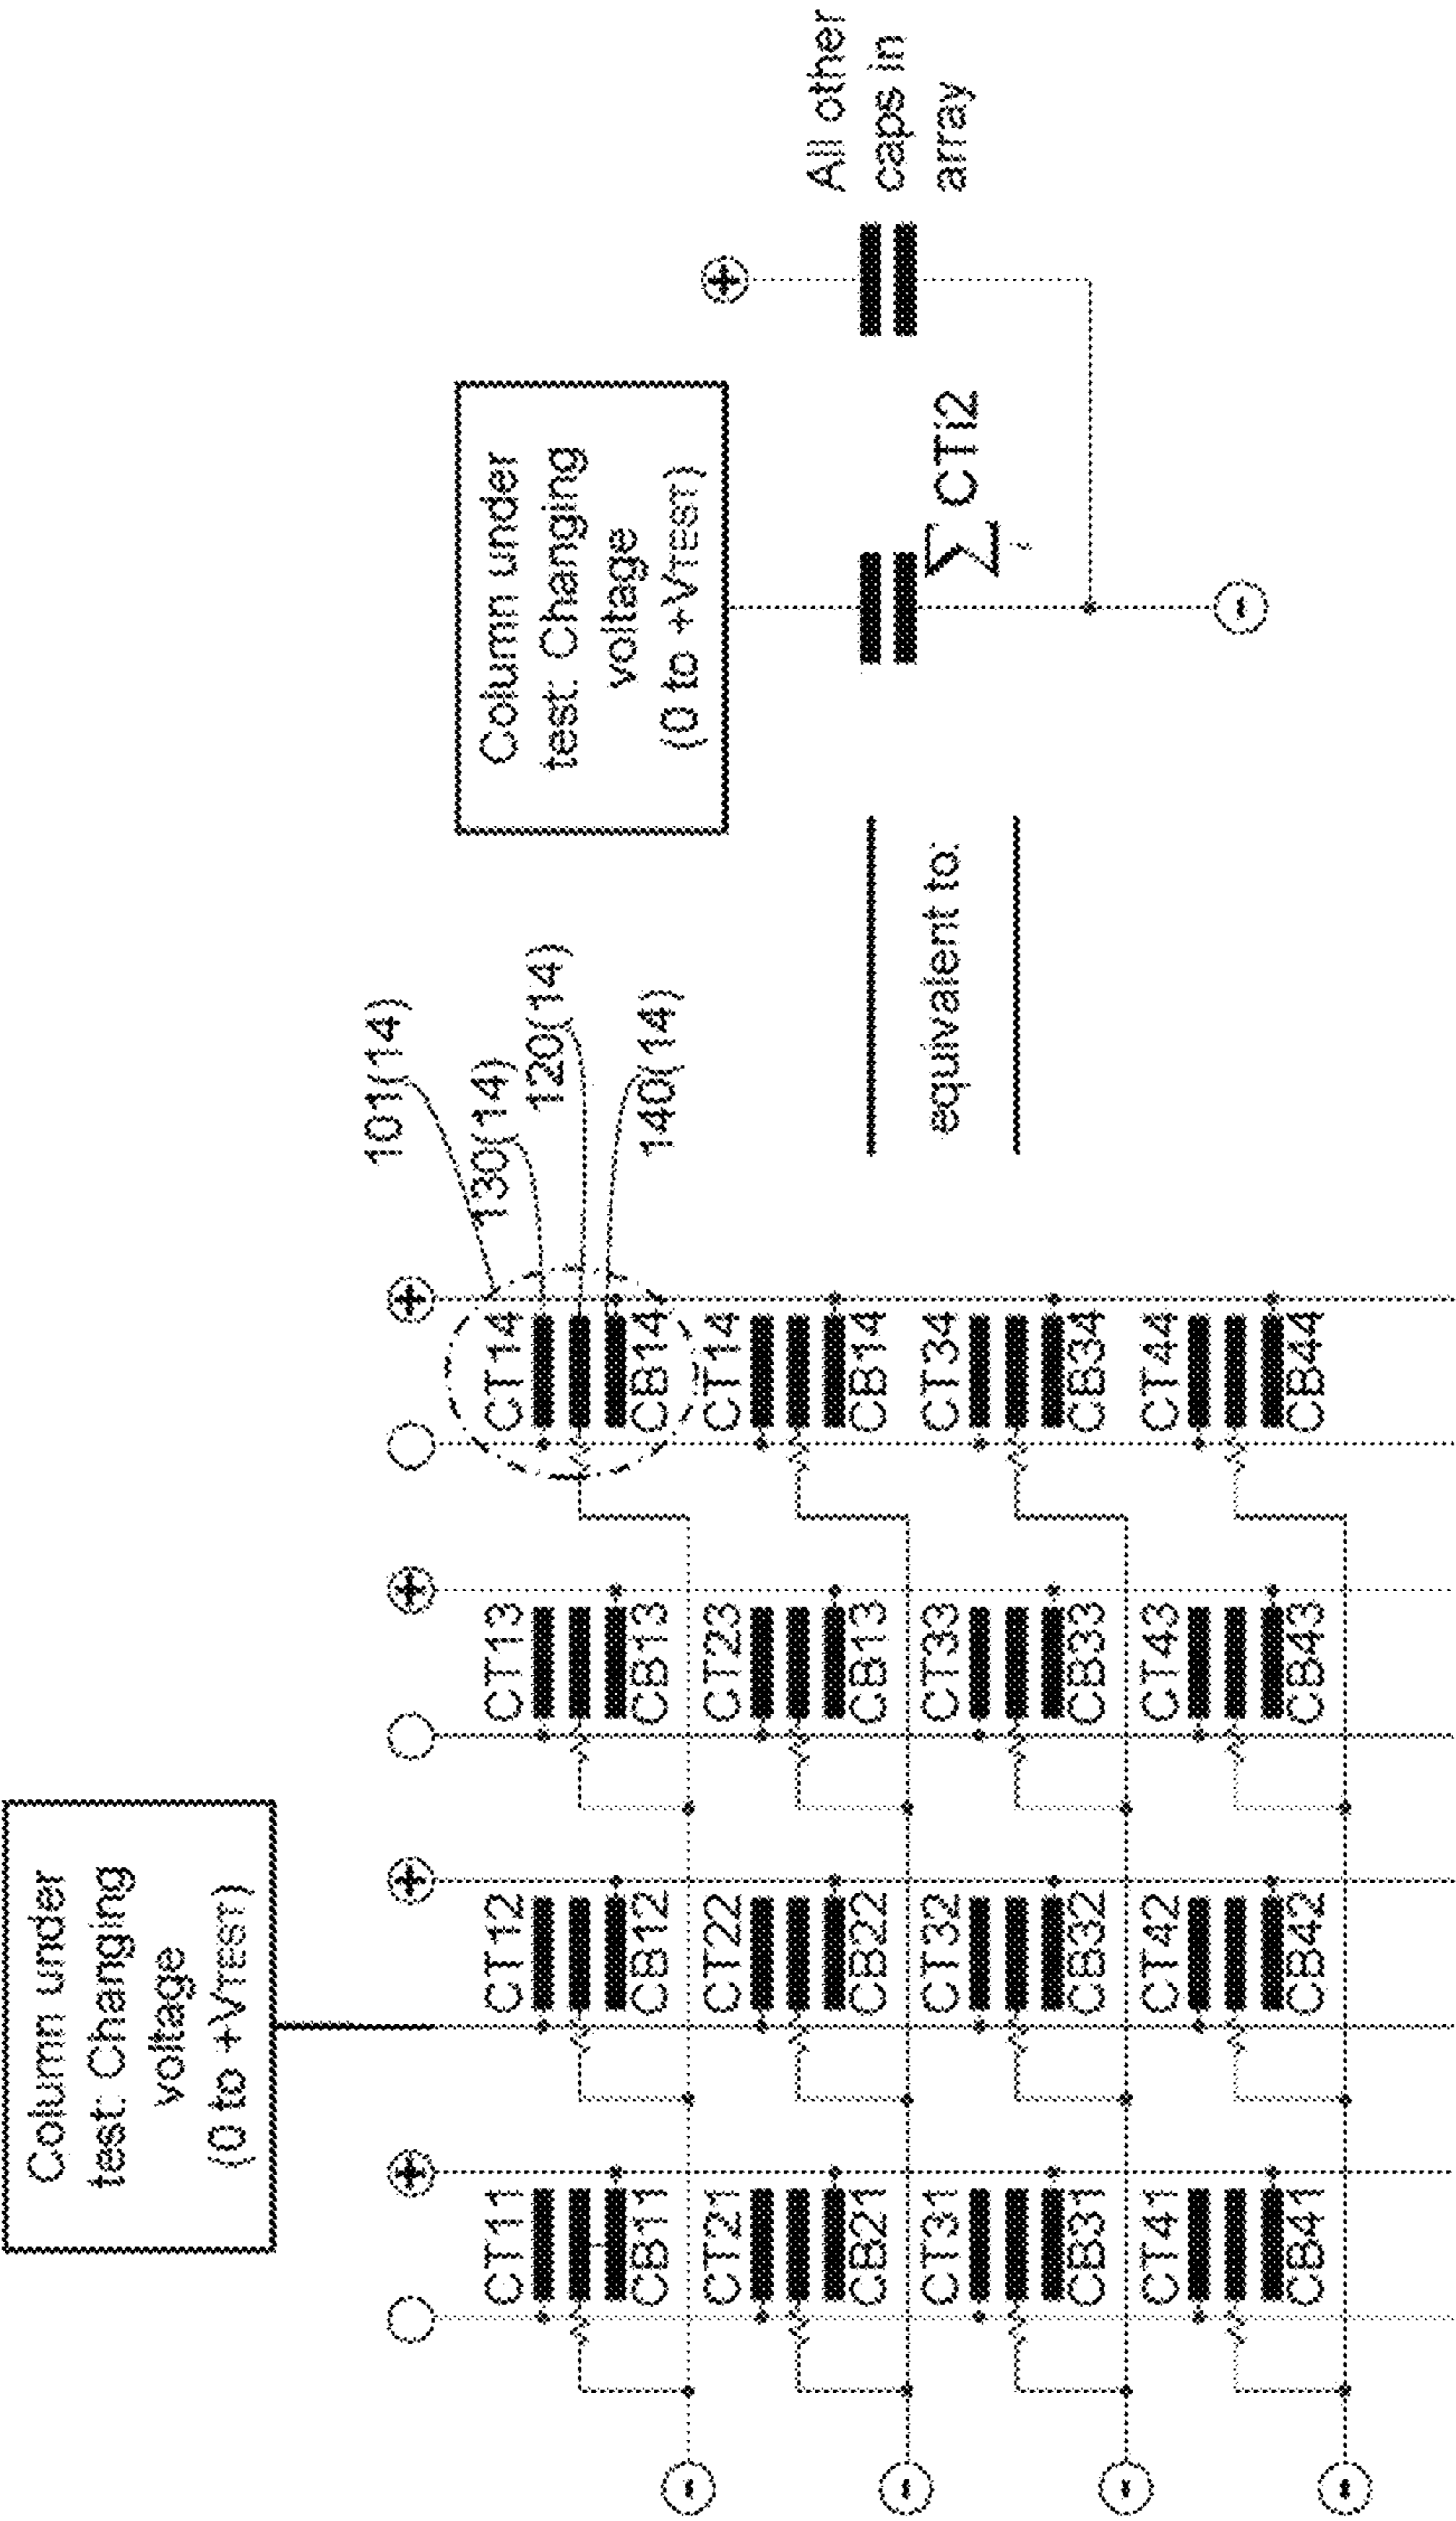 Column under
test: Changing
voltage
(0 to +VTEST)
+
+
+
+
CT11
CT12
CT13
CT14
CB11
CB12
CB13
CB14
101(14)
130(14)
120(14)
140(14)
-
CT21
CT22
CT23
CT14
CB21
CB22
CB13
CB14
-
CT31
CT32
CT33
CT34
CB31
CB32
CB33
CB34
-
CT41
CT42
CT43
CT44
CB41
CB42
CB43
CB44
-
equivalent to:
Column under
test: Changing
voltage
(0 to +VTEST)
+
∑ CTi2
i
All other
caps in
array
-